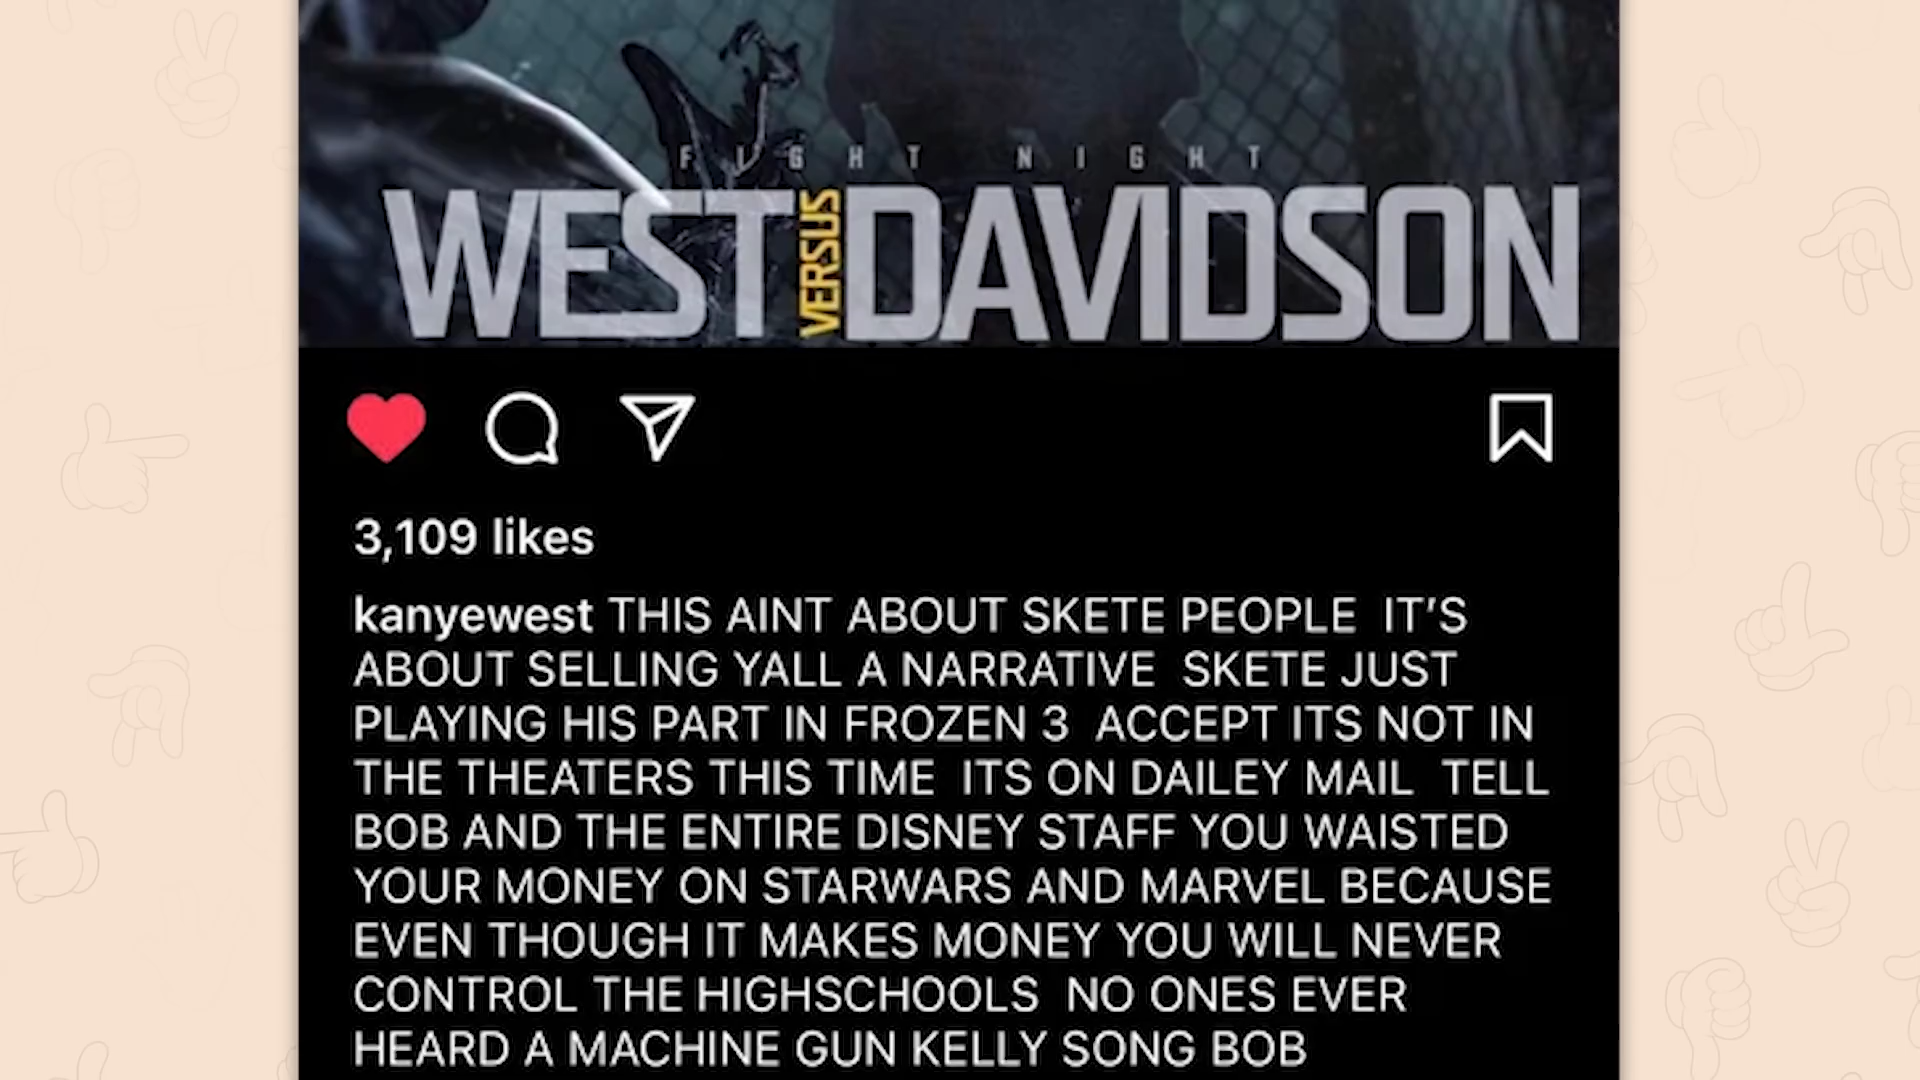 FIGHT NIGHT
WEST VERSUS DAVIDSON
3,109 likes
kanyewest THIS AINT ABOUT SKETE PEOPLE  IT'S
ABOUT SELLING YALL A NARRATIVE  SKETE JUST
PLAYING HIS PART IN FROZEN 3  ACCEPT ITS NOT IN
THE THEATERS THIS TIME  ITS ON DAILEY MAIL  TELL
BOB AND THE ENTIRE DISNEY STAFF YOU WAISTED
YOUR MONEY ON STARWARS AND MARVEL BECAUSE
EVEN THOUGH IT MAKES MONEY YOU WILL NEVER
CONTROL THE HIGHSCHOOLS  NO ONES EVER
HEARD A MACHINE GUN KELLY SONG BOB